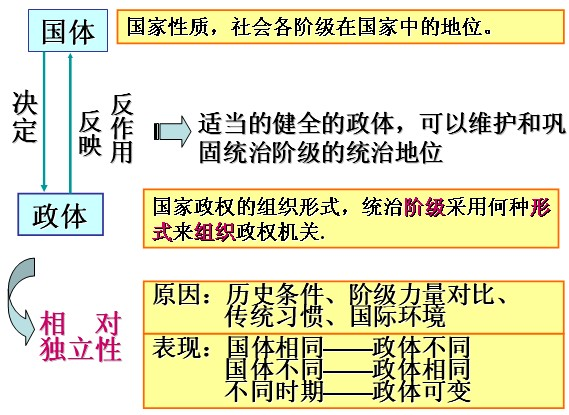 国体
国家性质，社会各阶级在国家中的地位。
决定
反映
反作用
适当的健全的政体，可以维护和巩
固统治阶级的统治地位
政体
国家政权的组织形式，统治阶级采用何种形
式来组织政权机关.
相 对
独立性
原因：历史条件、阶级力量对比、
传统习惯、国际环境
表现：国体相同——政体不同
国体不同——政体相同
不同时期——政体可变